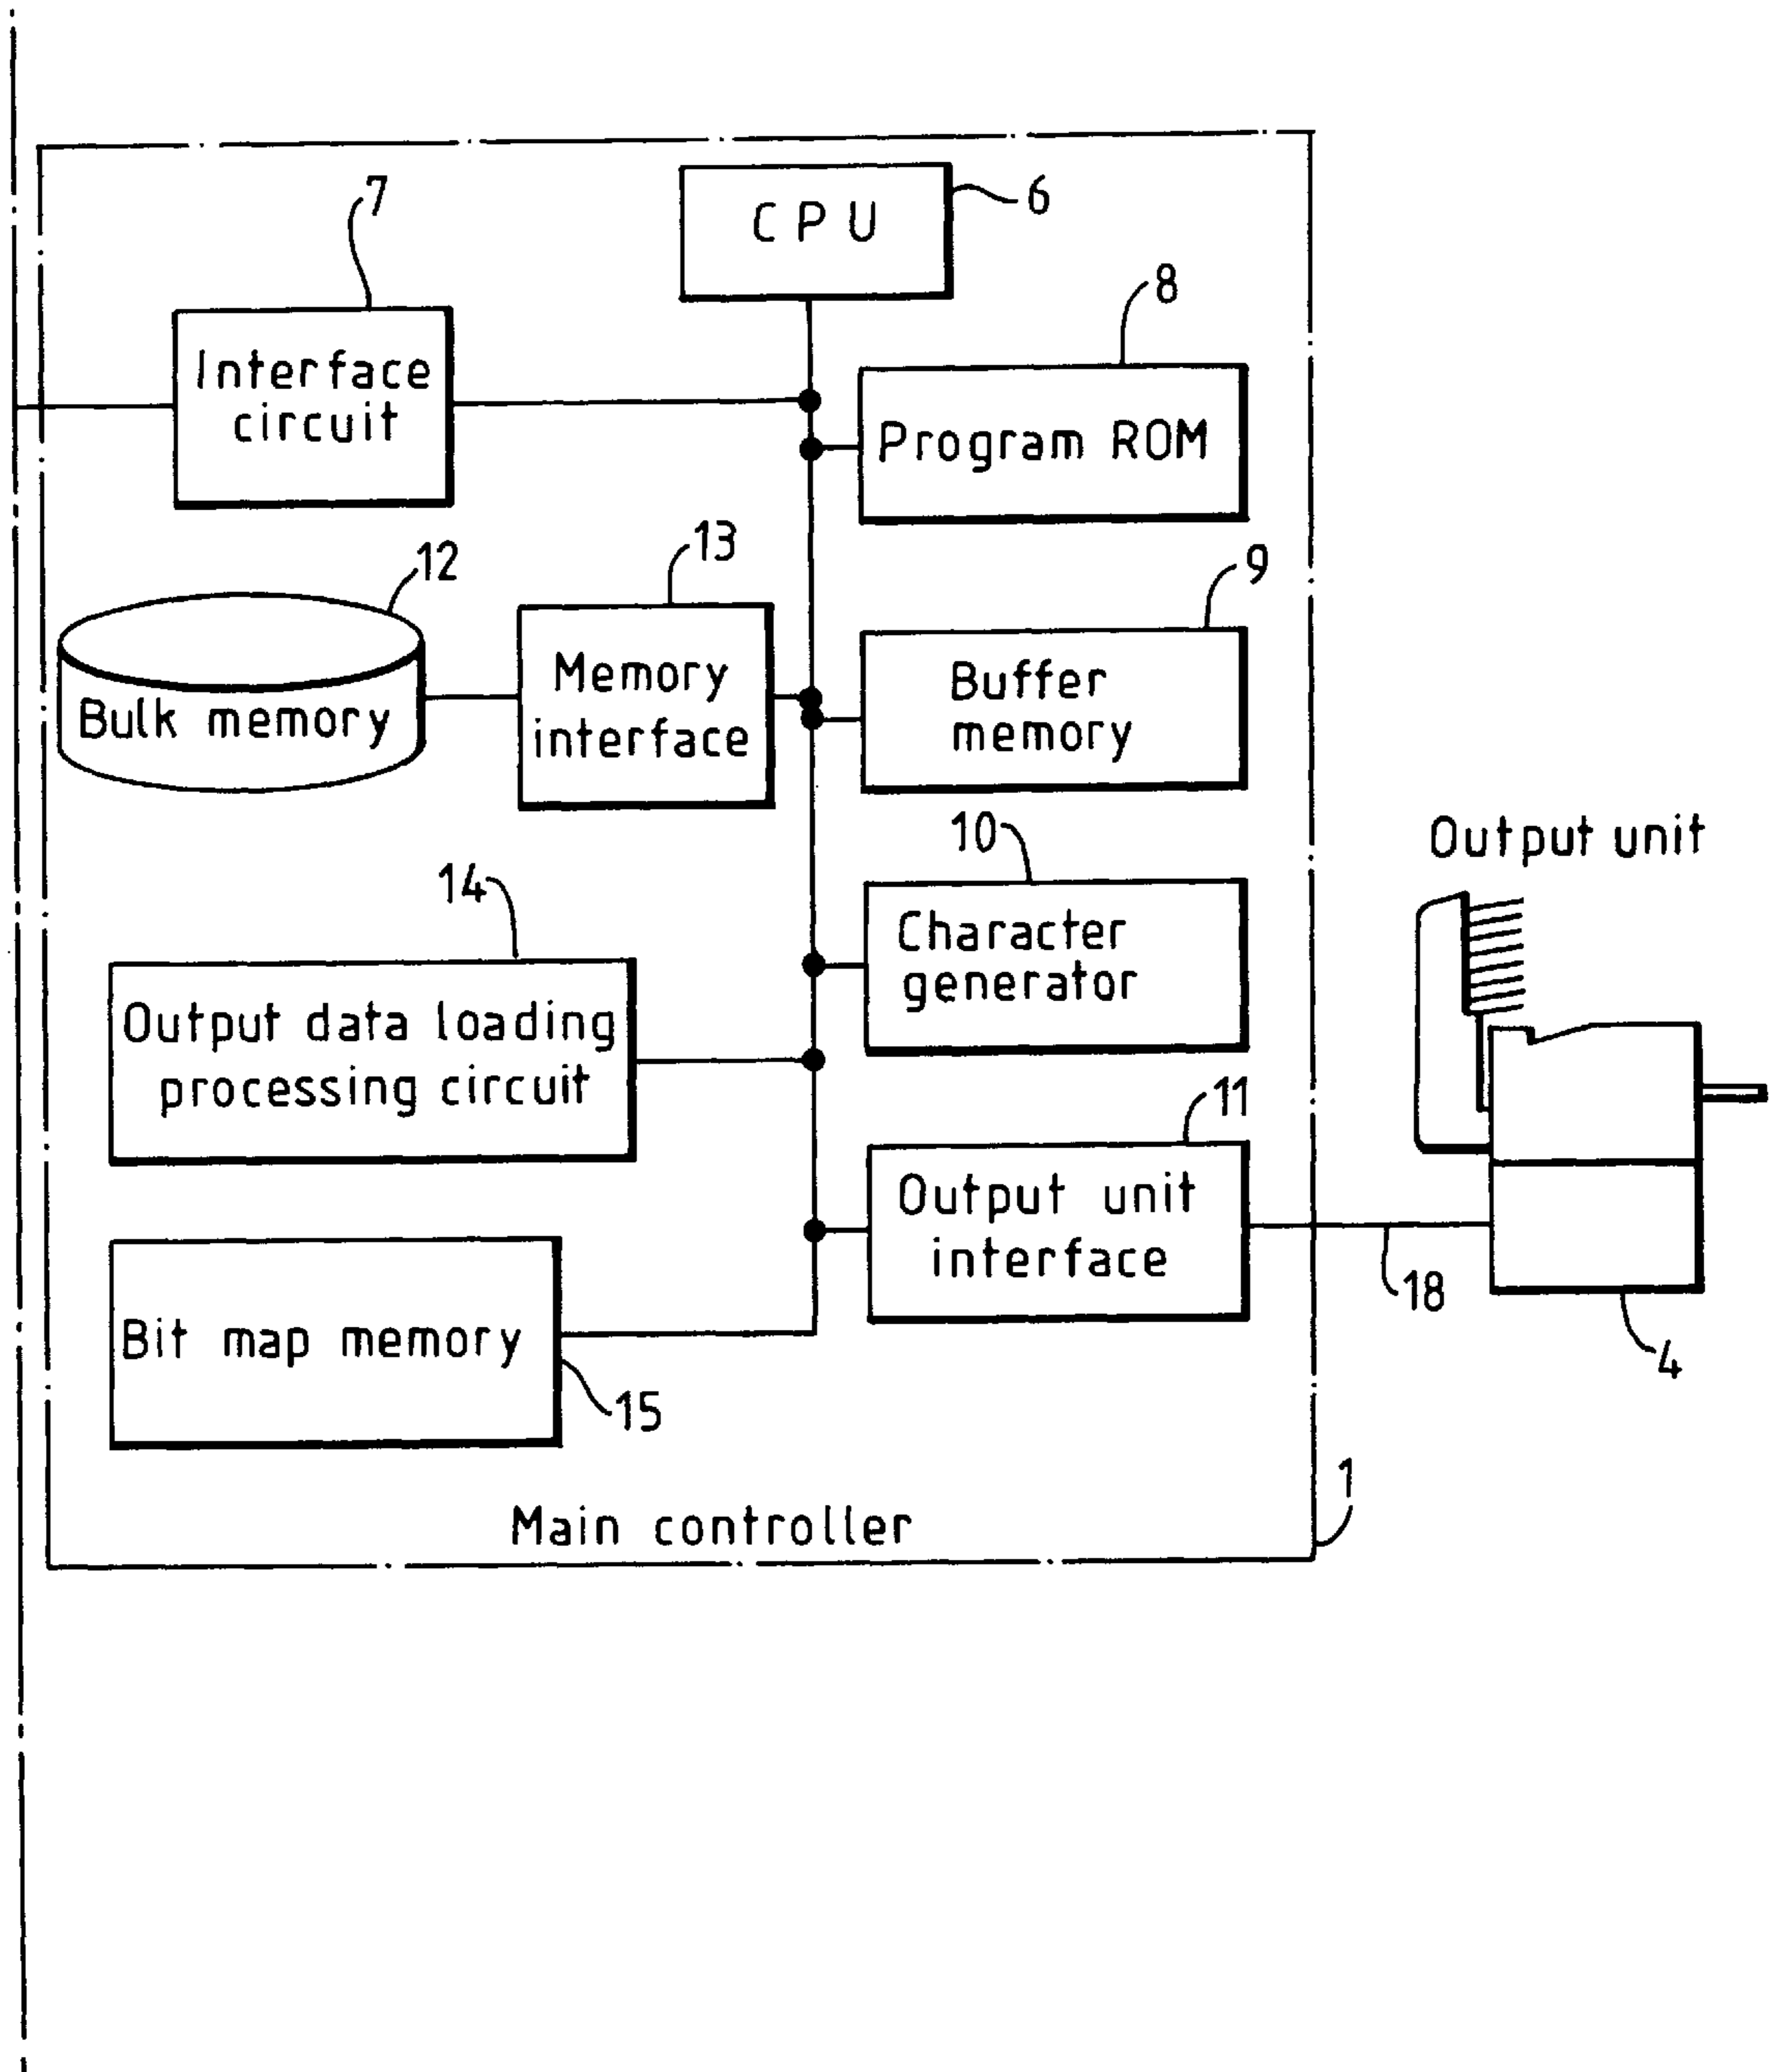 CPU
6
7
Interface
circuit
8
Program ROM
12
Bulk memory
13
Memory
interface
9
Buffer
memory
10
Character
generator
Output unit
14
Output data loading
processing circuit
11
Output unit
interface
18
4
Bit map memory
15
Main controller
1